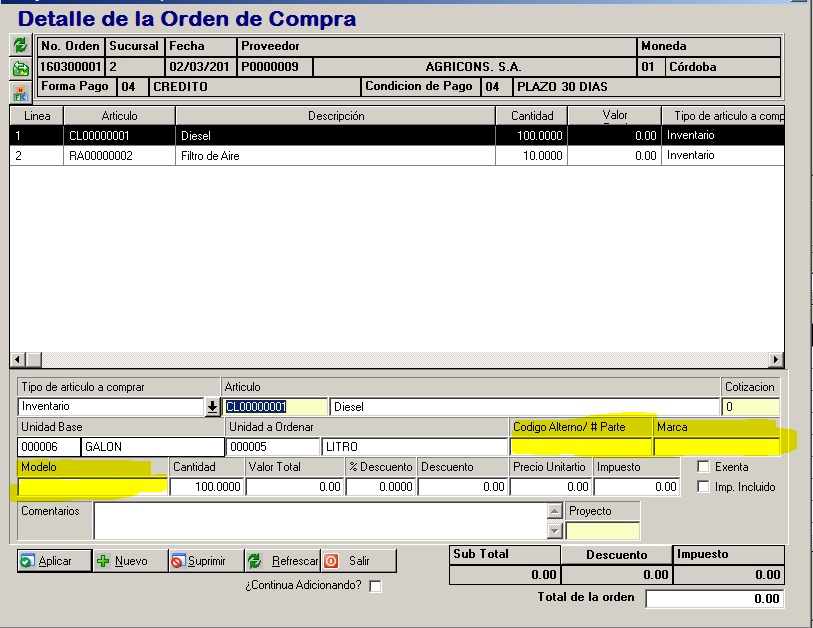 Detalle de la Orden de Compra
No. Orden Sucursal Fecha Proveedor Moneda
160300001 2 02/03/201 P0000009 AGRICONS. S.A. 01 Córdoba
Forma Pago 04 CREDITO Condicion de Pago 04 PLAZO 30 DIAS
Linea Articulo Descripción Cantidad Valor Tipo de articulo a comp
1 CL00000001 Diesel 100.0000 0.00 Inventario
2 RA00000002 Filtro de Aire 10.0000 0.00 Inventario
Tipo de articulo a comprar Articulo Cotizacion
Inventario CL00000001 Diesel 0
Unidad Base Unidad a Ordenar Codigo Alterno/ # Parte Marca
000006 GALON 000005 LITRO
Modelo Cantidad Valor Total % Descuento Descuento Precio Unitario Impuesto Exenta
100.0000 0.00 0.0000 0.00 0.00 0.00 Imp. Incluido
Comentarios Proyecto
Aplicar Nuevo Suprimir Refrescar Salir
Sub Total Descuento Impuesto
0.00 0.00 0.00
¿Continua Adicionando?
Total de la orden 0.00